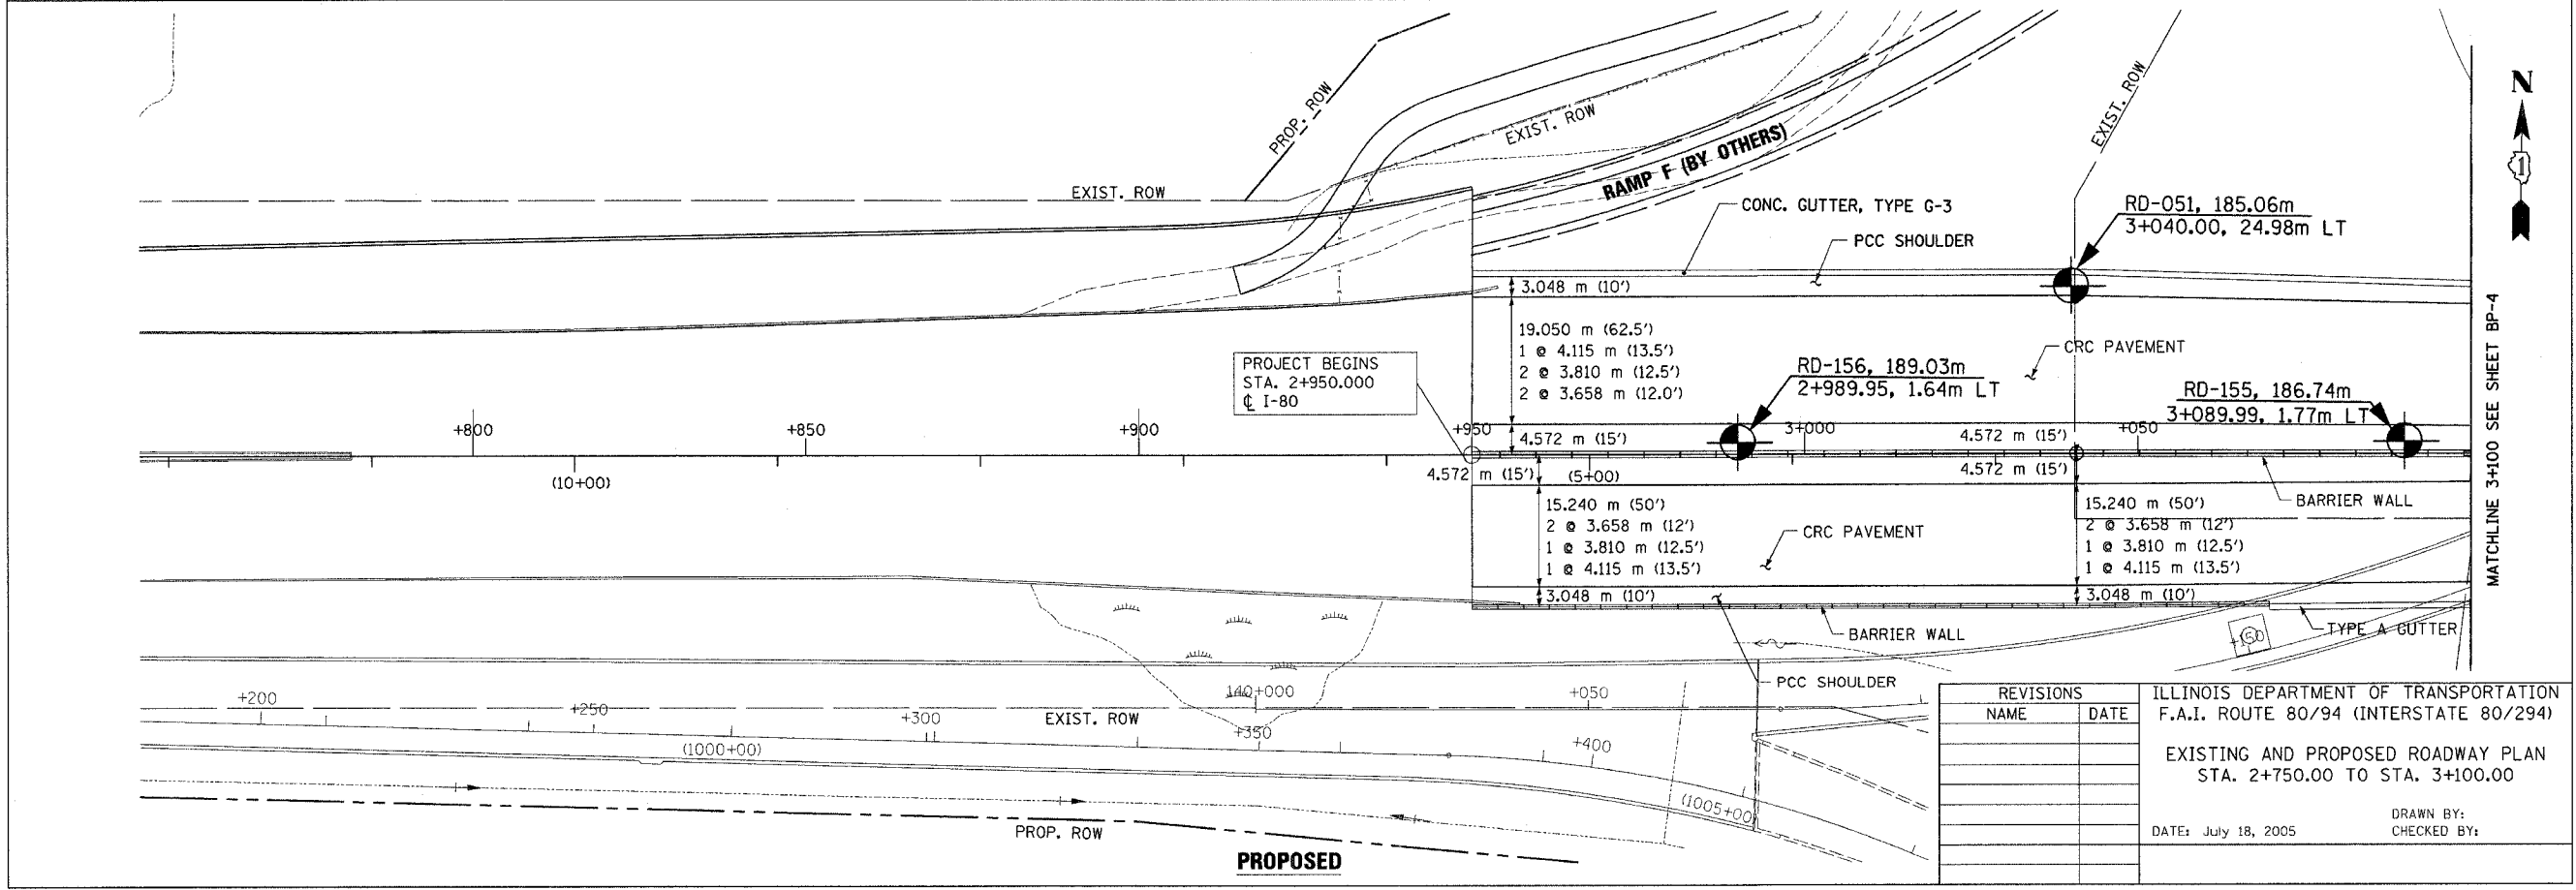 PROP. ROW
EXIST. ROW
EXIST. ROW
EXIST. ROW
RAMP F (BY OTHERS)
N
1
CONC. GUTTER, TYPE G-3
PCC SHOULDER
RD-051, 185.06m
3+040.00, 24.98m LT
3.048 m (10')
19.050 m (62.5')
1 @ 4.115 m (13.5')
2 @ 3.810 m (12.5')
2 @ 3.658 m (12.0')
PROJECT BEGINS
STA. 2+950.000
℄ I-80
RD-156, 189.03m
2+989.95, 1.64m LT
CRC PAVEMENT
RD-155, 186.74m
3+089.99, 1.77m LT
MATCHLINE 3+100 SEE SHEET BP-4
+800
+850
+900
+950
3+000
+050
4.572 m (15')
4.572 m (15')
4.572 m (15')
4.572 m (15')
(10+00)
(5+00)
BARRIER WALL
15.240 m (50')
2 @ 3.658 m (12')
1 @ 3.810 m (12.5')
1 @ 4.115 m (13.5')
3.048 m (10')
CRC PAVEMENT
15.240 m (50')
2 @ 3.658 m (12')
1 @ 3.810 m (12.5')
1 @ 4.115 m (13.5')
3.048 m (10')
BARRIER WALL
TYPE A GUTTER
+150
PCC SHOULDER
+200
+250
+300
EXIST. ROW
140+000
+350
+050
+400
(1000+00)
(1005+00)
PROP. ROW
PROPOSED
REVISIONS
NAME DATE
ILLINOIS DEPARTMENT OF TRANSPORTATION
F.A.I. ROUTE 80/94 (INTERSTATE 80/294)
EXISTING AND PROPOSED ROADWAY PLAN
STA. 2+750.00 TO STA. 3+100.00
DRAWN BY:
DATE: July 18, 2005 CHECKED BY: